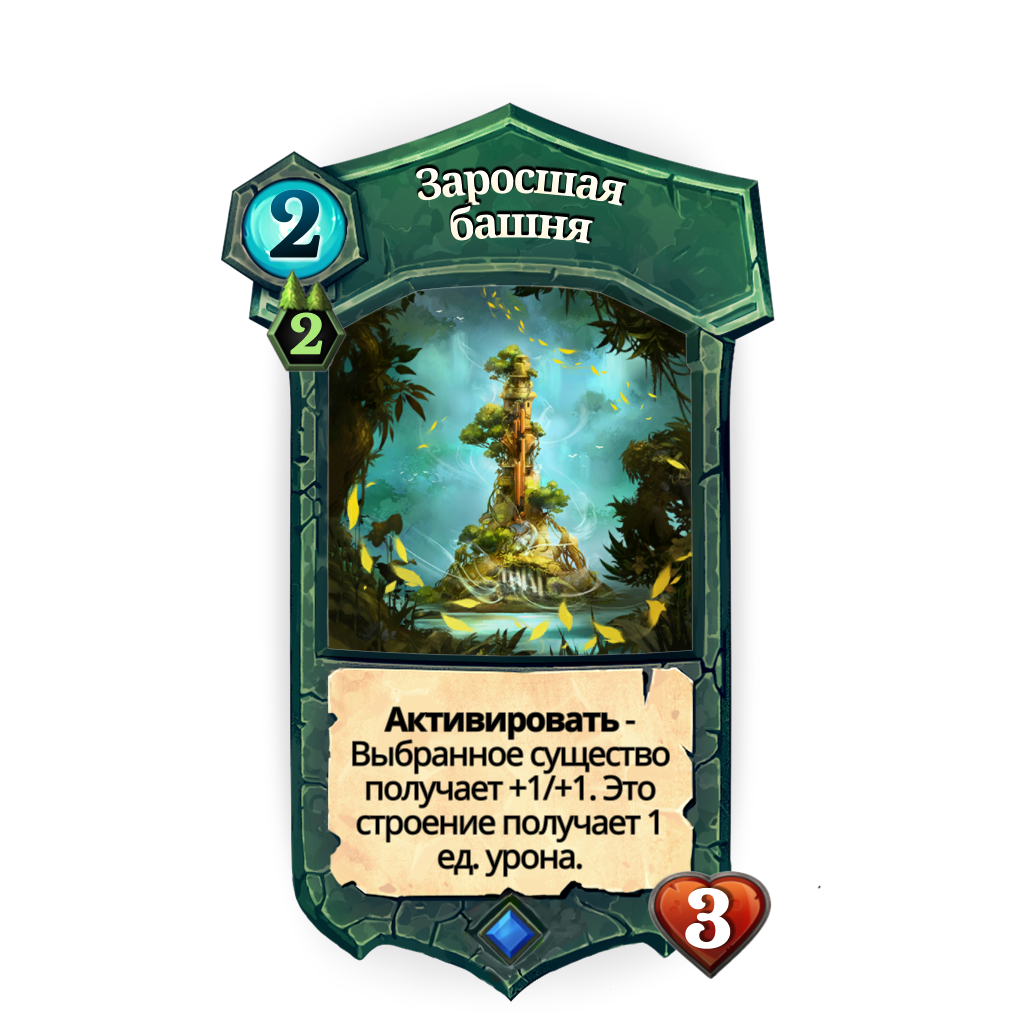 Заросшая
башня
2
2
Активировать -
Выбранное существо
получает +1/+1. Это
строение получает 1
ед. урона.
3